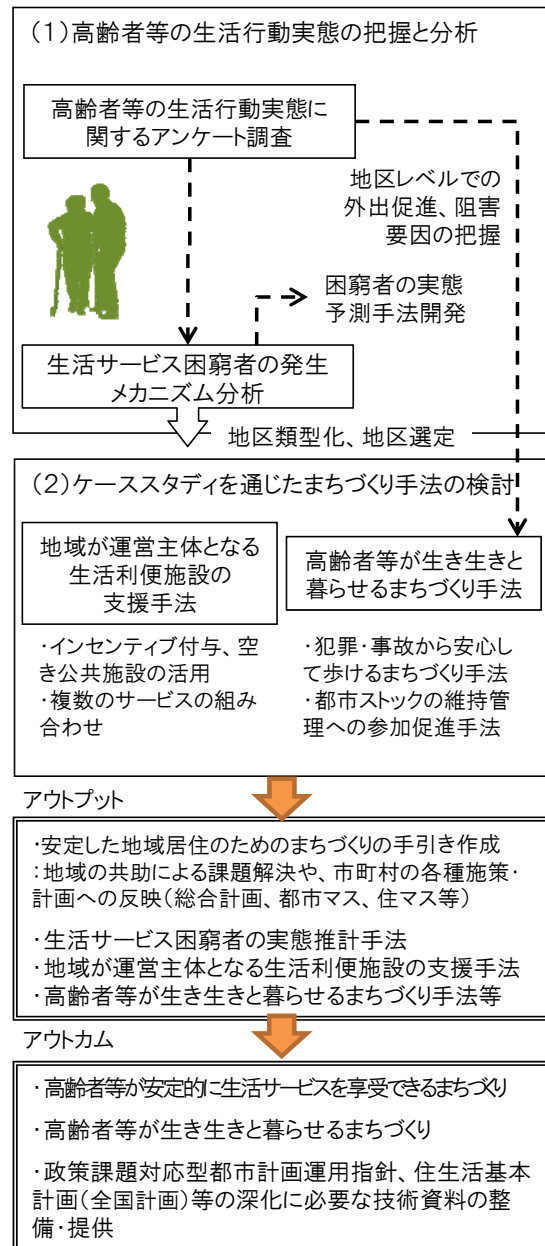 (1)高齢者等の生活行動実態の把握と分析
高齢者等の生活行動実態に
関するアンケート調査
地区レベルでの
外出促進、阻害
要因の把握
困窮者の実態
予測手法開発
生活サービス困窮者の発生
メカニズム分析
地区類型化、地区選定
(2)ケーススタディを通じたまちづくり手法の検討
地域が運営主体となる
生活利便施設の
支援手法
・インセンティブ付与、空
き公共施設の活用
・複数のサービスの組み
合わせ
高齢者等が生き生きと
暮らせるまちづくり手法
・犯罪・事故から安心し
て歩けるまちづくり手法
・都市ストックの維持管
理への参加促進手法
アウトプット
・安定した地域居住のためのまちづくりの手引き作成
:地域の共助による課題解決や、市町村の各種施策・
計画への反映(総合計画、都市マス、住マス等)
・生活サービス困窮者の実態推計手法
・地域が運営主体となる生活利便施設の支援手法
・高齢者等が生き生きと暮らせるまちづくり手法等
アウトカム
・高齢者等が安定的に生活サービスを享受できるまちづくり
・高齢者等が生き生きと暮らせるまちづくり
・政策課題対応型都市計画運用指針、住生活基本
計画(全国計画)等の深化に必要な技術資料の整
備・提供